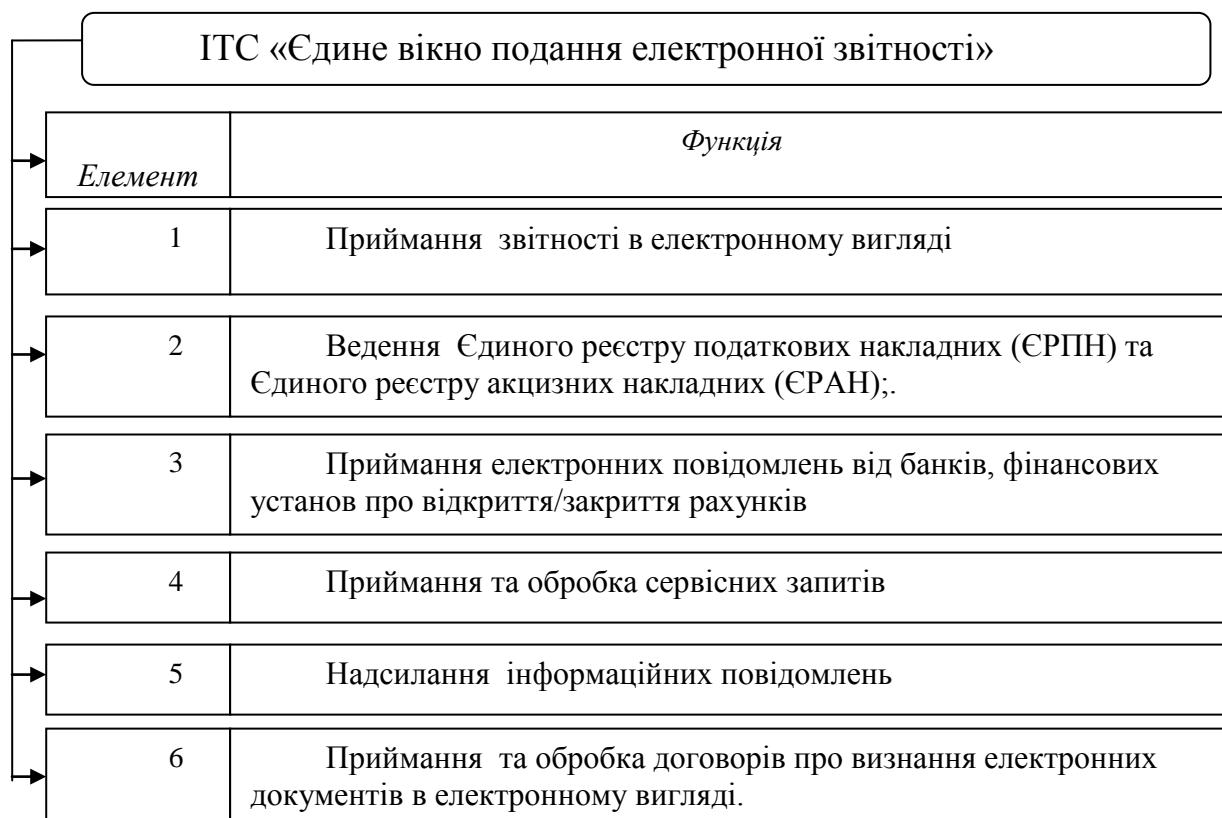 ІТС «Єдине вікно подання електронної звітності»
Функція
Елемент
1
Приймання звітності в електронному вигляді
2
Ведення Єдиного реєстру податкових накладних (ЄРПН) та
Єдиного реєстру акцизних накладних (ЄРАН);.
3
Приймання електронних повідомлень від банків, фінансових
установ про відкриття/закриття рахунків
4
Приймання та обробка сервісних запитів
5
Надсилання інформаційних повідомлень
6
Приймання та обробка договорів про визнання електронних
документів в електронному вигляді.